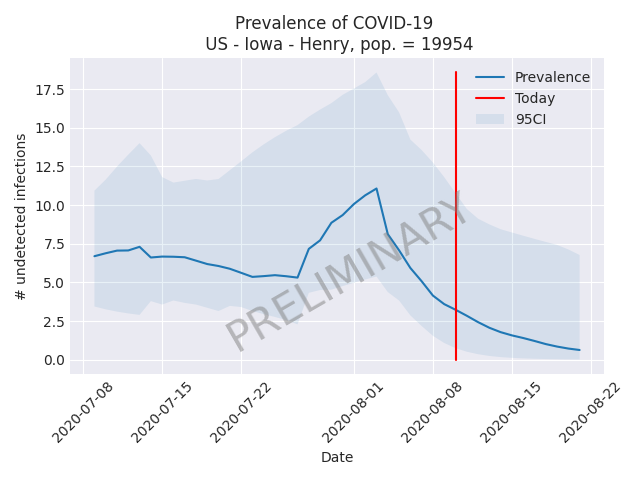 Prevalence of COVID-19
US - Iowa - Henry, pop. = 19954
# undetected infections
17.5
15.0
12.5
10.0
7.5
5.0
2.5
0.0
Prevalence
Today
95CI
PRELIMINARY
2020-07-08
2020-07-15
2020-07-22
2020-08-01
2020-08-08
2020-08-15
2020-08-22
Date